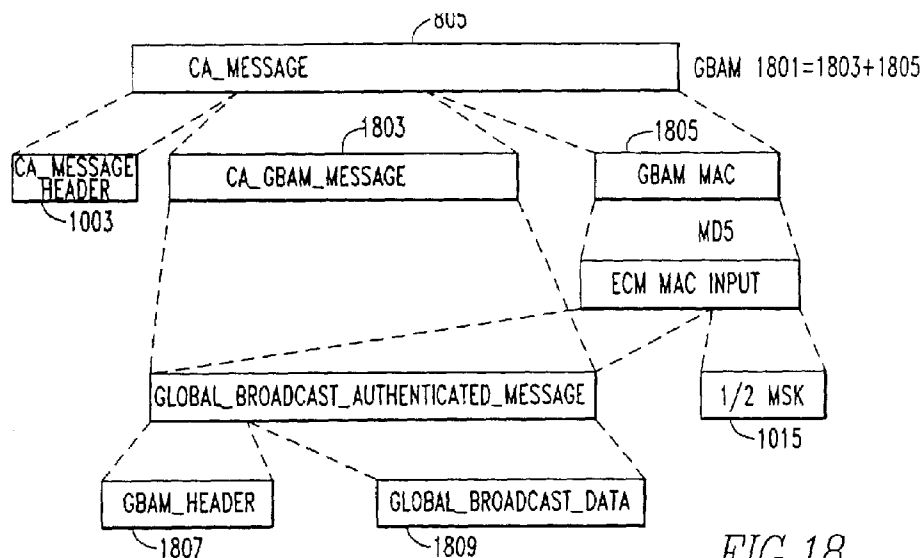 805
CA_MESSAGE
GBAM 1801=1803+1805
1803
1805
CA_MESSAGE
HEADER
CA_GBAM_MESSAGE
GBAM MAC
1003
MD5
ECM MAC INPUT
GLOBAL_BROADCAST_AUTHENTICATED_MESSAGE
1/2 MSK
1015
GBAM_HEADER
GLOBAL_BROADCAST_DATA
1807
1809
FIG. 18